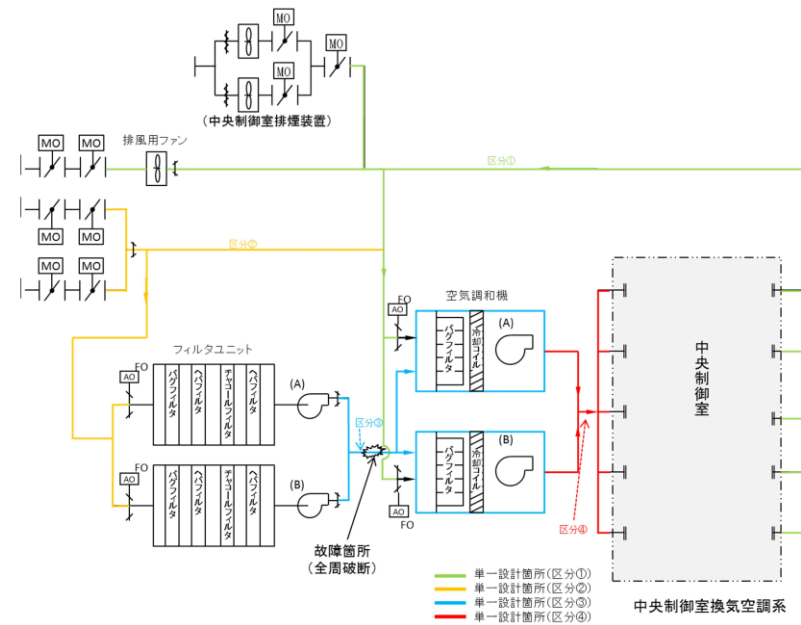 MO
MO
MO
MO
(中央制御室排煙装置)
排風用ファン
MO
MO
区分①
MO
MO
区分②
MO
MO
空気調和機
FO
AO
(A)
バグフィルタ
冷却コイル
中央制御室
フィルタユニット
FO
AO
バグフィルタ
ヘパフィルタ
チャコールフィルタ
ヘパフィルタ
(A)
区分③
(B)
バグフィルタ
冷却コイル
FO
AO
バグフィルタ
ヘパフィルタ
チャコールフィルタ
ヘパフィルタ
(B)
AO
FO
区分④
故障箇所
(全周破断)
単一設計箇所(区分①)
単一設計箇所(区分②)
単一設計箇所(区分③)
単一設計箇所(区分④)
中央制御室換気空調系